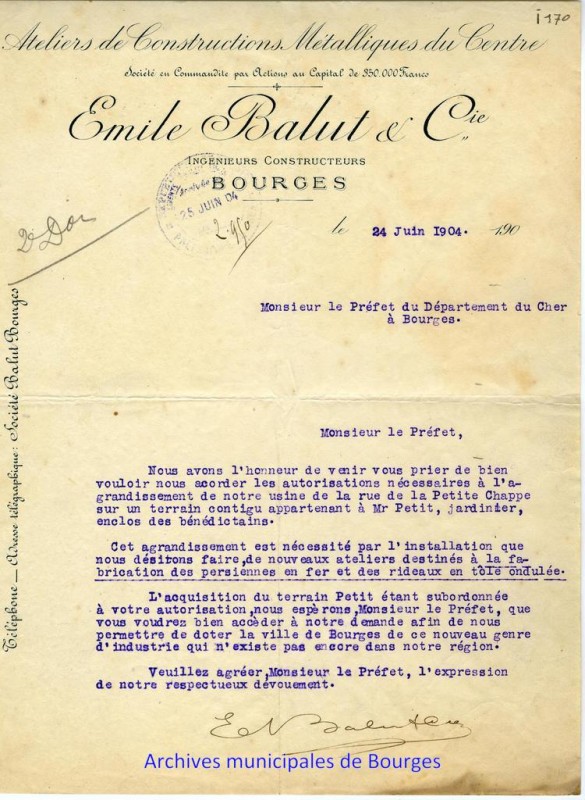 i 170
Ateliers de Constructions Métalliques du Centre
Société en Commandite par Actions au Capital de 350.000 Francs
Emile Balut & Cie
INGÉNIEURS CONSTRUCTEURS
BOURGES
25 JUIN 04
2.950
le 24 Juin 1904. 190
Monsieur le Préfet du Département du Cher
à Bourges.
Téléphone _ Adresse télégraphique: Société Balut Bourges
Monsieur le Préfet,
Nous avons l'honneur de venir vous prier de bien
vouloir nous acorder les autorisations nécessaires à l'a-
grandissement de notre usine de la rue de la Petite Chappe
sur un terrain contigu appartenant à Mr Petit, jardinier,
enclos des bénédictains.
Cet agrandissement est nécessité par l'installation que
nous désirons faire,de nouveaux ateliers destinés à la fa-
brication des persiennes en fer et des rideaux en tôle ondulée.
L'acquisition du terrain Petit étant subordonnée
à votre autorisation,nous espérons,Monsieur le Préfet, que
vous voudrez bien accèder à notre demande afin de nous
permettre de doter la ville de Bourges de ce nouveau genre
d'industrie qui n'existe pas encore dans notre région.
Veuillez agréer,Monsieur le Préfet, l'expression
de notre respectueux dévouement.
E Balut & Cie
Archives municipales de Bourges